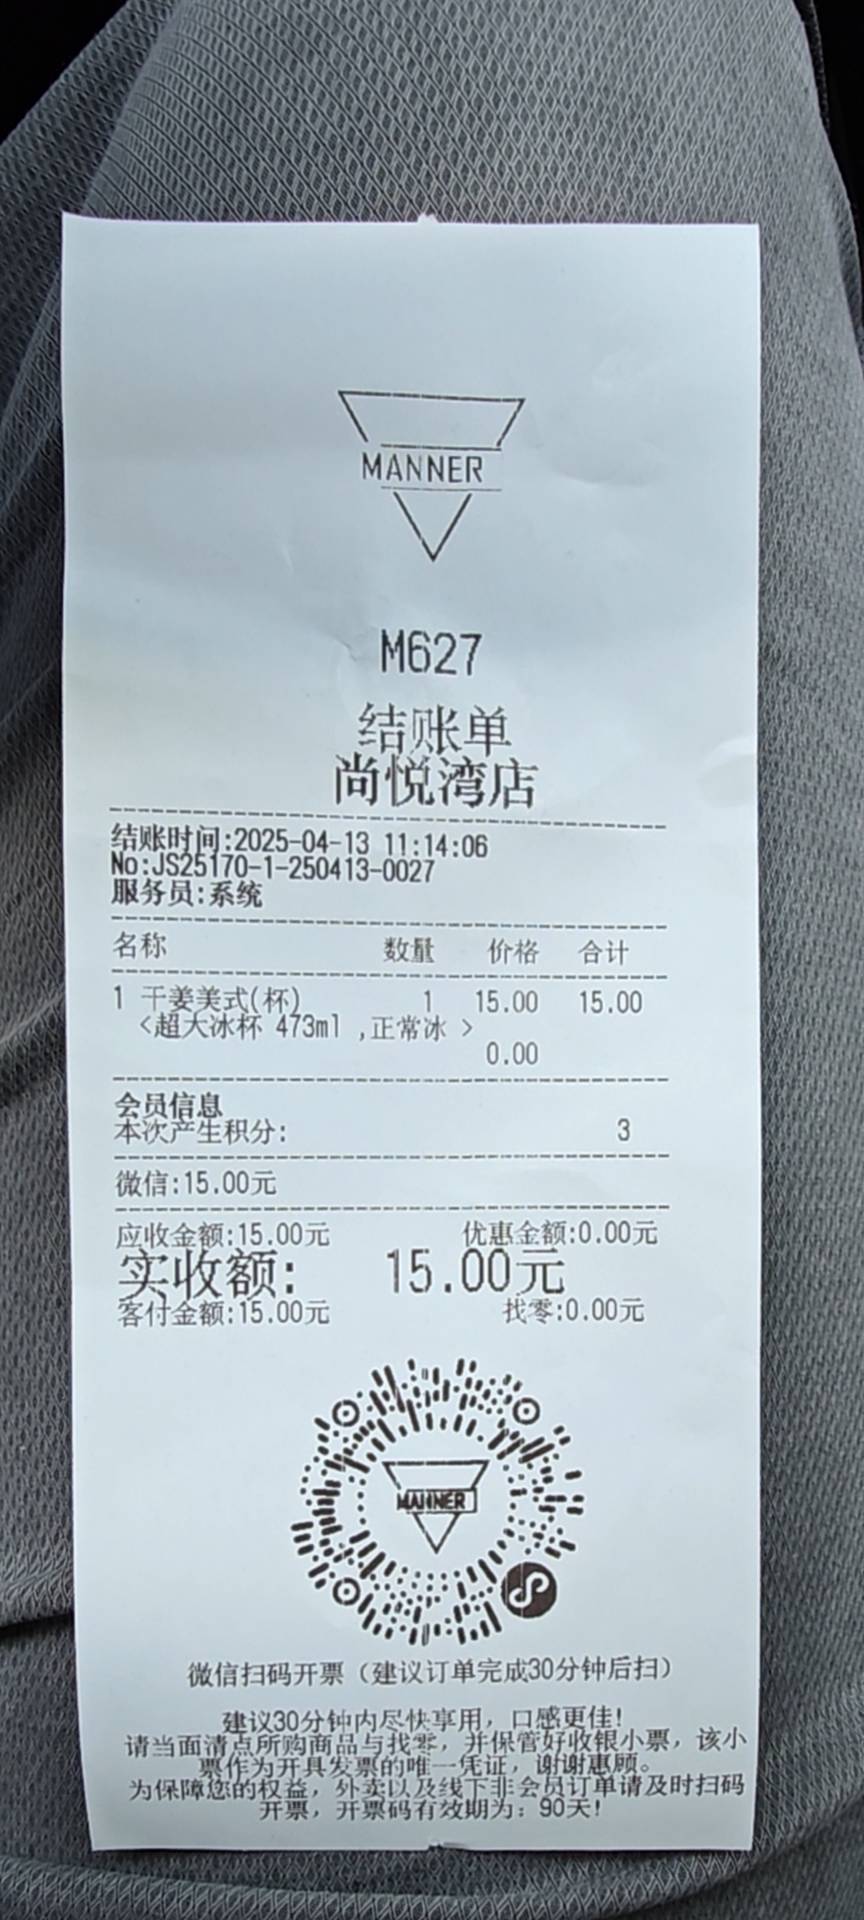 MANNER
M627
结账单
尚悦湾店
结账时间:2025-04-13 11:14:06
No:JS25170-1-250413-0027
服务员:系统
名称 数量 价格 合计
1 干姜美式(杯) 1 15.00 15.00
<超大冰杯 473ml ,正常冰 >
0.00
会员信息
本次产生积分: 3
微信:15.00元
应收金额:15.00元 优惠金额:0.00元
实收额: 15.00元
客付金额:15.00元 找零:0.00元
MANNER
微信扫码开票（建议订单完成30分钟后扫）
建议30分钟内尽快享用，口感更佳!
请当面清点所购商品与找零，并保管好收银小票，该小
票作为开具发票的唯一凭证，谢谢惠顾。
为保障您的权益，外卖以及线下非会员订单请及时扫码
开票，开票码有效期为：90天!